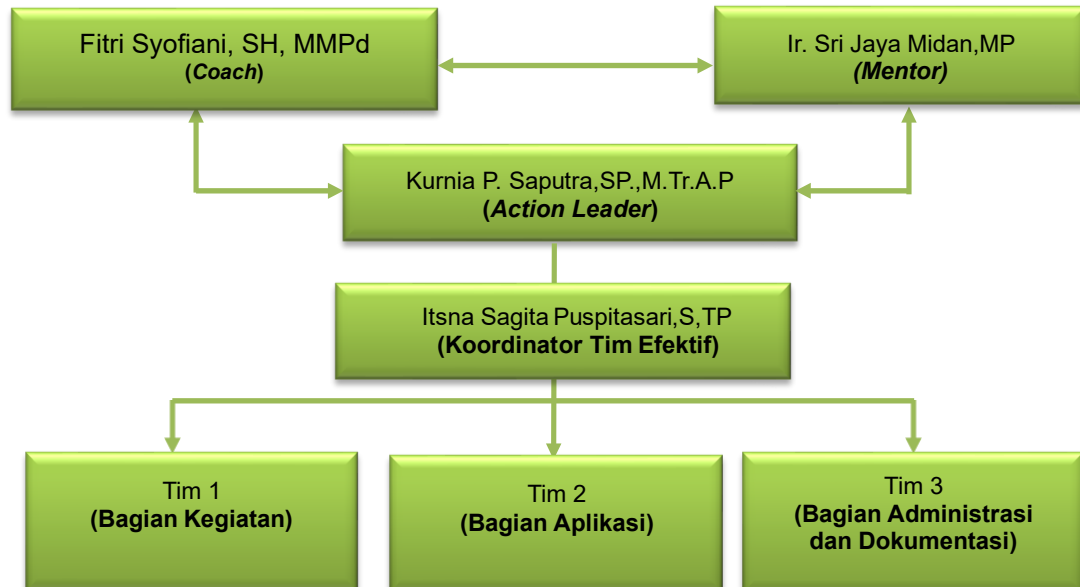 Fitri Syofiani, SH, MMPd
(Coach)
Ir. Sri Jaya Midan,MP
(Mentor)
Kurnia P. Saputra,SP.,M.Tr.A.P
(Action Leader)
Itsna Sagita Puspitasari,S,TP
(Koordinator Tim Efektif)
Tim 1
(Bagian Kegiatan)
Tim 2
(Bagian Aplikasi)
Tim 3
(Bagian Administrasi
dan Dokumentasi)